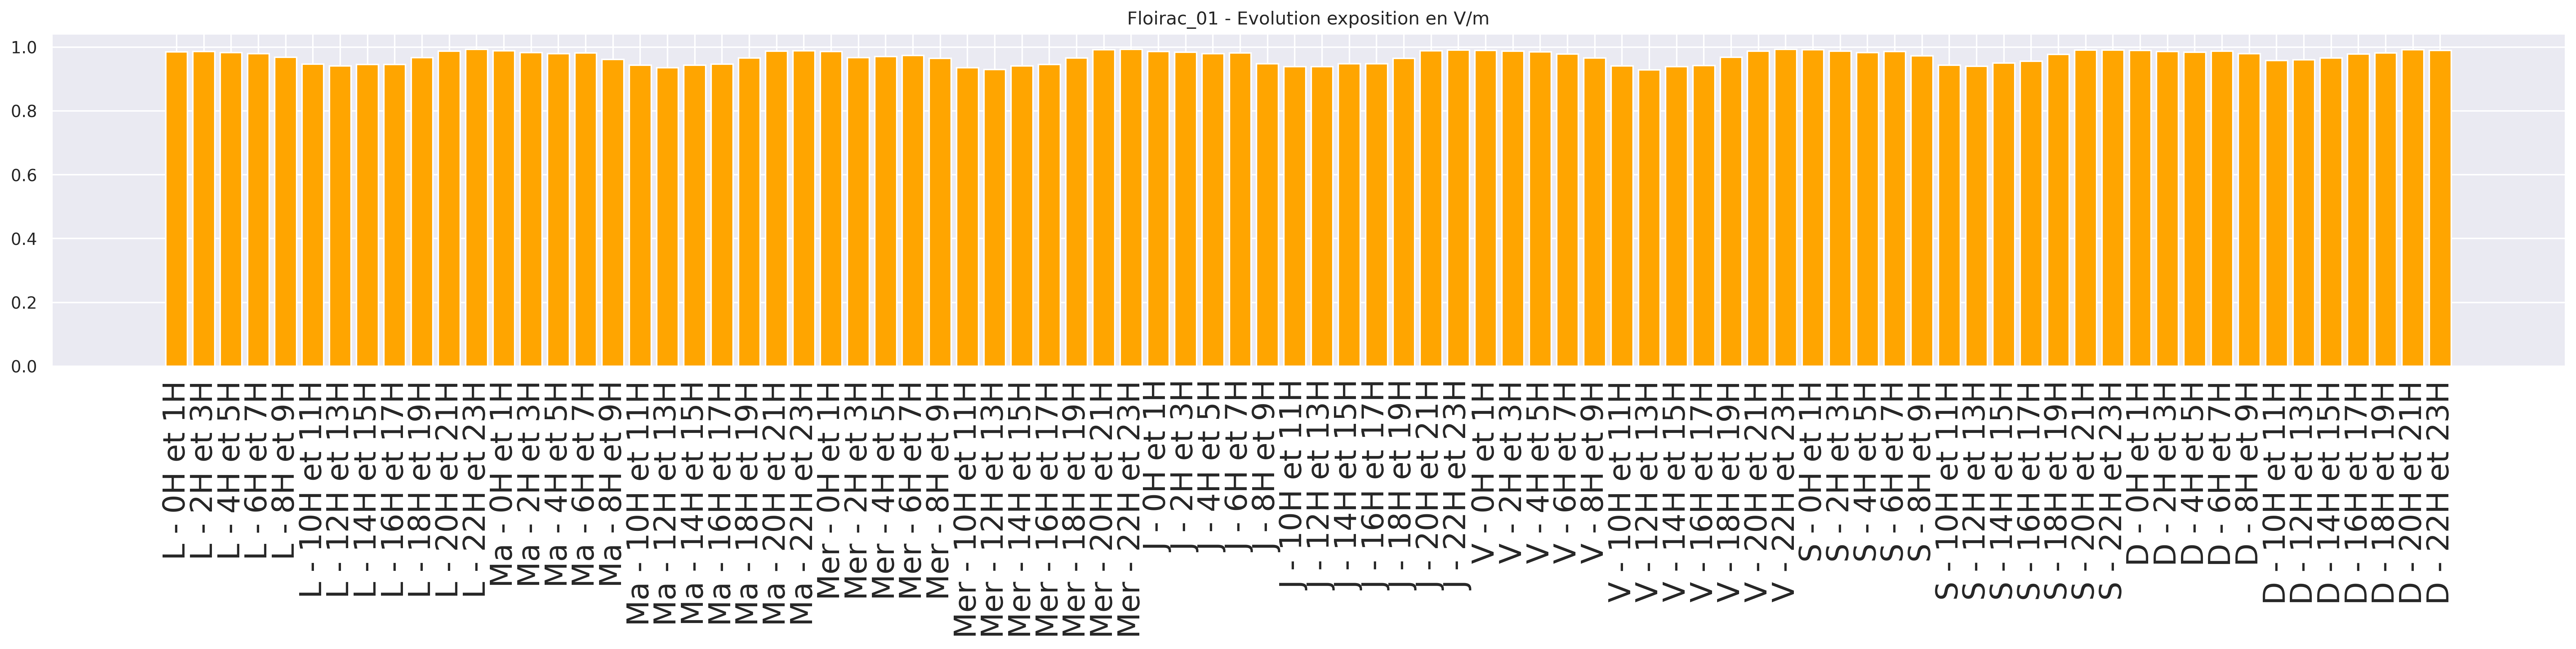 Floirac_01 - Evolution exposition en V/m
1.0
0.8
0.6
0.4
0.2
0.0
L - 0H et 1H
L - 2H et 3H
L - 4H et 5H
L - 6H et 7H
L - 8H et 9H
L - 10H et 11H
L - 12H et 13H
L - 14H et 15H
L - 16H et 17H
L - 18H et 19H
L - 20H et 21H
L - 22H et 23H
Ma - 0H et 1H
Ma - 2H et 3H
Ma - 4H et 5H
Ma - 6H et 7H
Ma - 8H et 9H
Ma - 10H et 11H
Ma - 12H et 13H
Ma - 14H et 15H
Ma - 16H et 17H
Ma - 18H et 19H
Ma - 20H et 21H
Ma - 22H et 23H
Mer - 0H et 1H
Mer - 2H et 3H
Mer - 4H et 5H
Mer - 6H et 7H
Mer - 8H et 9H
Mer - 10H et 11H
Mer - 12H et 13H
Mer - 14H et 15H
Mer - 16H et 17H
Mer - 18H et 19H
Mer - 20H et 21H
Mer - 22H et 23H
J - 0H et 1H
J - 2H et 3H
J - 4H et 5H
J - 6H et 7H
J - 8H et 9H
J - 10H et 11H
J - 12H et 13H
J - 14H et 15H
J - 16H et 17H
J - 18H et 19H
J - 20H et 21H
J - 22H et 23H
V - 0H et 1H
V - 2H et 3H
V - 4H et 5H
V - 6H et 7H
V - 8H et 9H
V - 10H et 11H
V - 12H et 13H
V - 14H et 15H
V - 16H et 17H
V - 18H et 19H
V - 20H et 21H
V - 22H et 23H
S - 0H et 1H
S - 2H et 3H
S - 4H et 5H
S - 6H et 7H
S - 8H et 9H
S - 10H et 11H
S - 12H et 13H
S - 14H et 15H
S - 16H et 17H
S - 18H et 19H
S - 20H et 21H
S - 22H et 23H
D - 0H et 1H
D - 2H et 3H
D - 4H et 5H
D - 6H et 7H
D - 8H et 9H
D - 10H et 11H
D - 12H et 13H
D - 14H et 15H
D - 16H et 17H
D - 18H et 19H
D - 20H et 21H
D - 22H et 23H